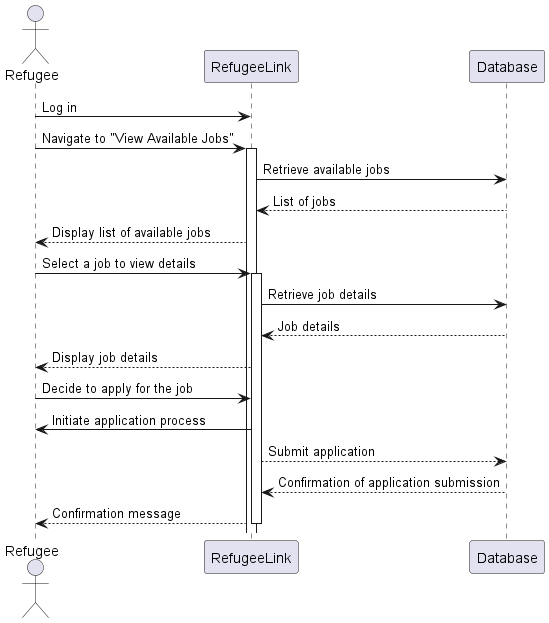 Refugee
RefugeeLink
Database
Log in
Navigate to "View Available Jobs"
Retrieve available jobs
List of jobs
Display list of available jobs
Select a job to view details
Retrieve job details
Job details
Display job details
Decide to apply for the job
Initiate application process
Submit application
Confirmation of application submission
Confirmation message
Refugee
RefugeeLink
Database